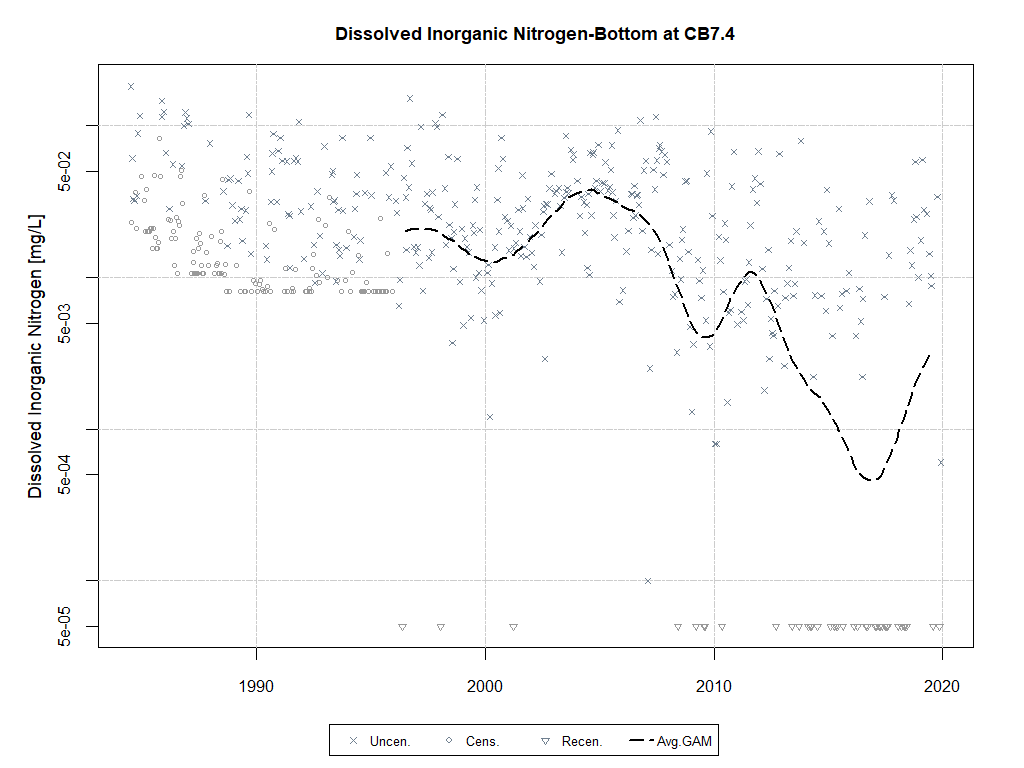 Dissolved Inorganic Nitrogen-Bottom at CB7.4
Dissolved Inorganic Nitrogen [mg/L]
5e-02
5e-03
5e-04
5e-05
1990 2000 2010 2020
Uncen. Cens. Recen. Avg.GAM